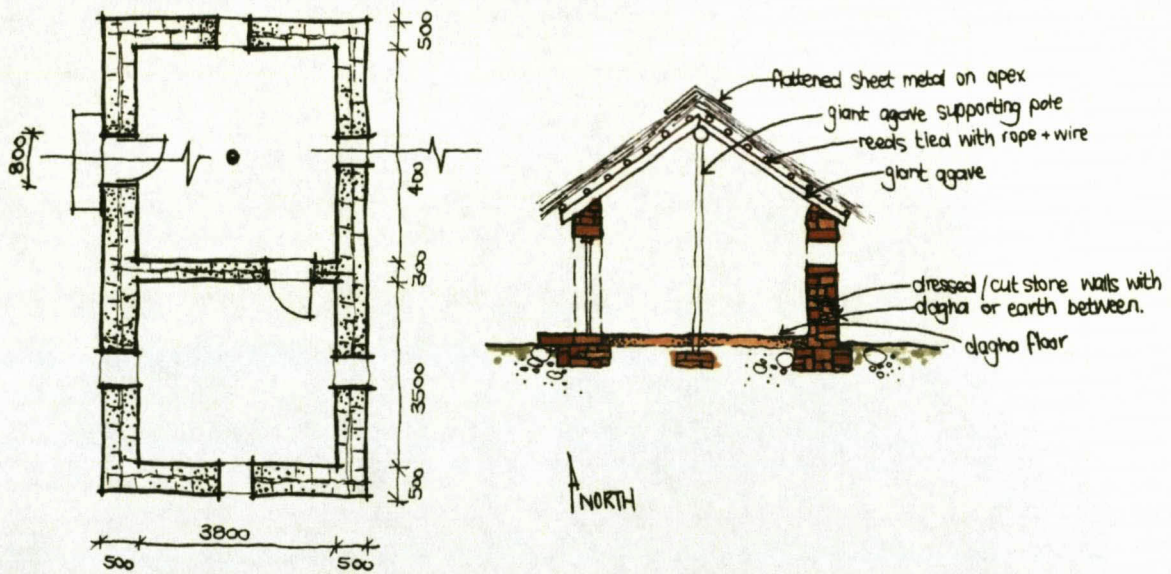 500
800
400
300
3500
500
3800
500
500
flattened sheet metal on apex
giant agave supporting pole
reeds tied with rope + wire
giant agave
dressed / cut stone walls with
dagha or earth between.
dagha floor
NORTH